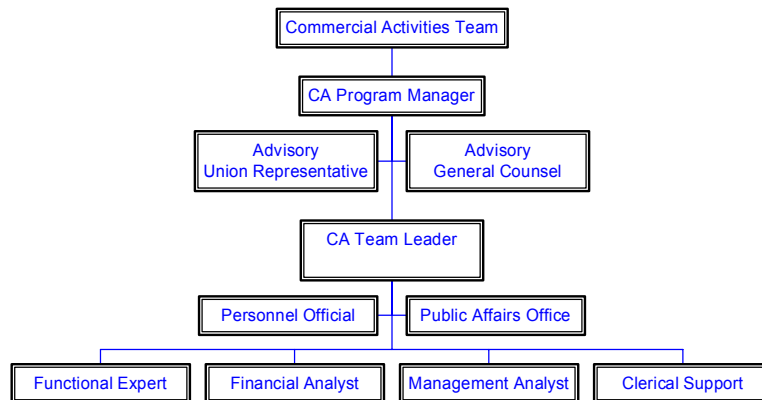 Commercial Activities Team
CA Program Manager
Advisory
Union Representative
Advisory
General Counsel
CA Team Leader
Personnel Official
Public Affairs Office
Functional Expert
Financial Analyst
Management Analyst
Clerical Support